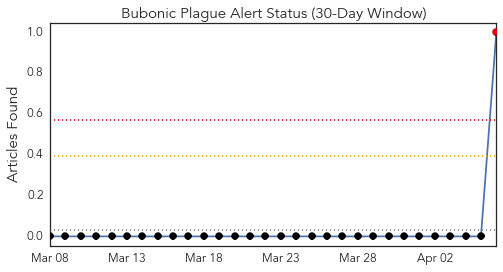 Bubonic Plague Alert Status (30-Day Window)
Articles Found
1.0
0.8
0.6
0.4
0.2
0.0
Mar 08 Mar 13 Mar 18 Mar 23 Mar 28 Apr 02